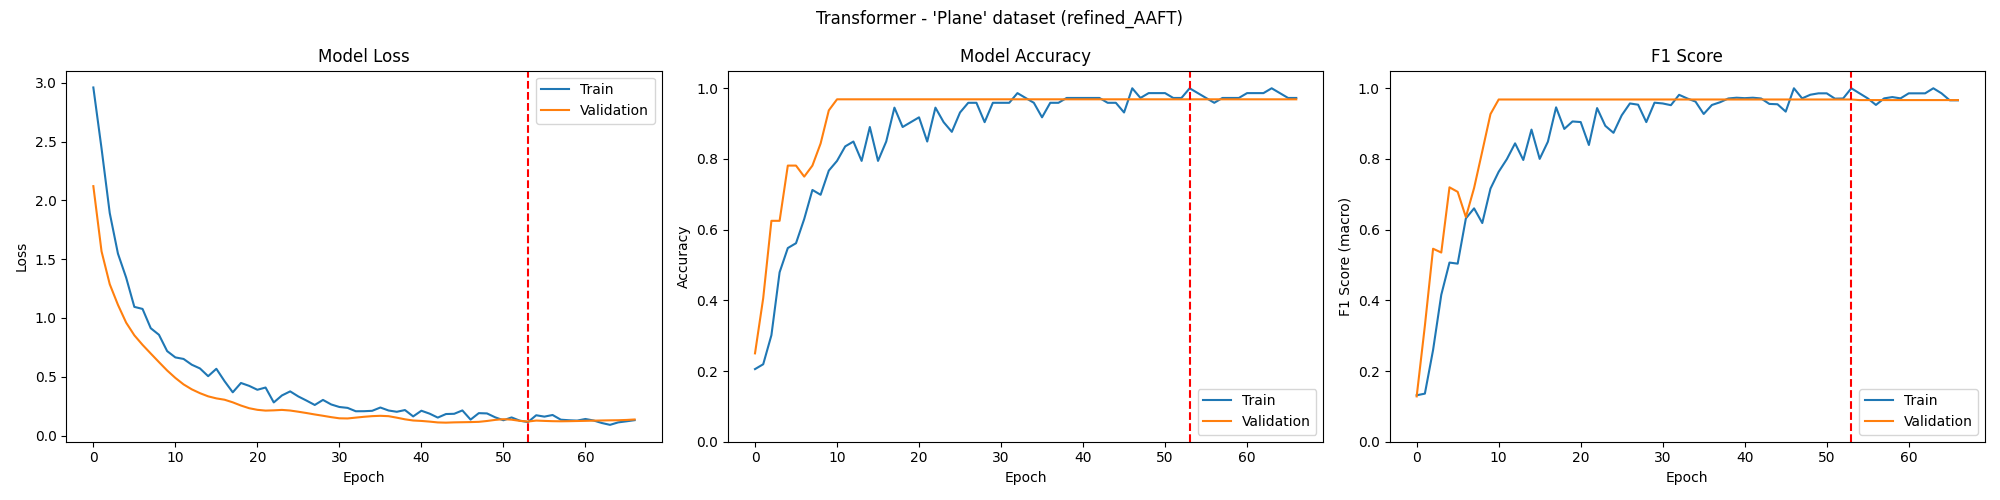 Transformer - 'Plane' dataset (refined_AAFT)
Model Loss
3.0
2.5
2.0
1.5
1.0
0.5
0.0
Loss
0 10 20 30 40 50 60
Epoch
Train
Validation
Model Accuracy
1.0
0.8
0.6
0.4
0.2
0.0
Accuracy
0 10 20 30 40 50 60
Epoch
Train
Validation
F1 Score
1.0
0.8
0.6
0.4
0.2
0.0
F1 Score (macro)
0 10 20 30 40 50 60
Epoch
Train
Validation